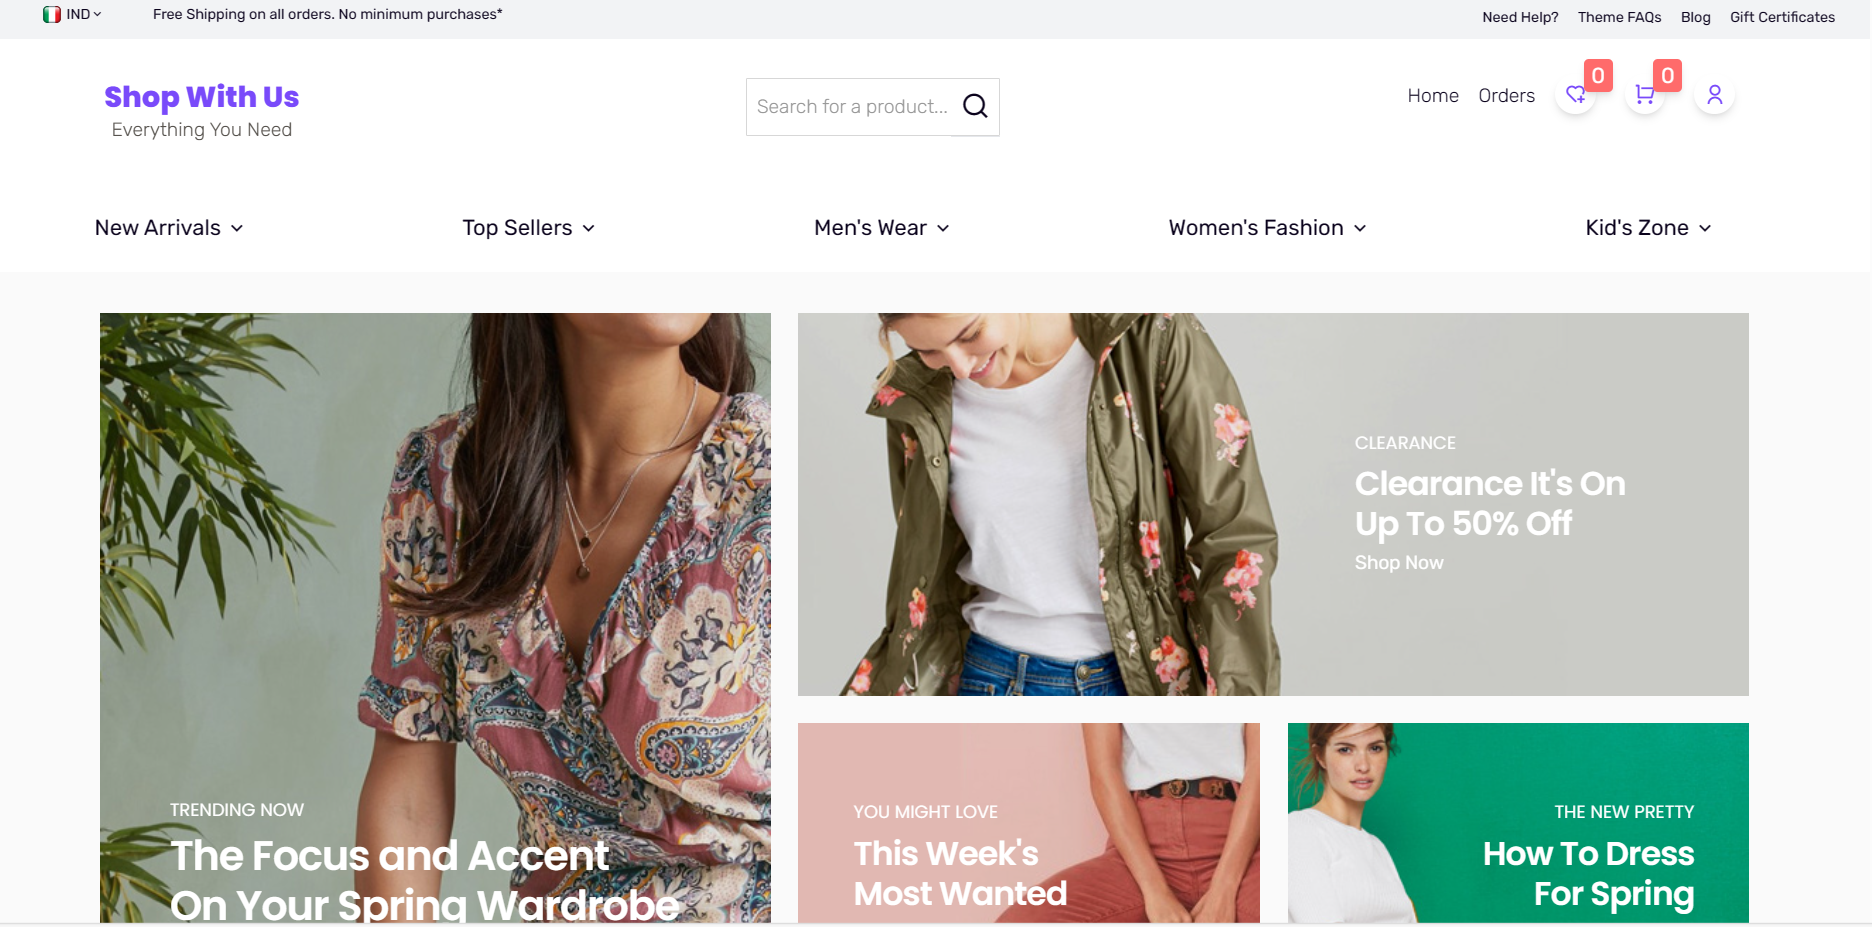 IND
Free Shipping on all orders. No minimum purchases*
Need Help? Theme FAQs Blog Gift Certificates
Shop With Us
Everything You Need
Search for a product...
Home Orders 0 0
New Arrivals Top Sellers Men's Wear Women's Fashion Kid's Zone
CLEARANCE
Clearance It's On
Up To 50% Off
Shop Now
TRENDING NOW
The Focus and Accent
On Your Spring Wardrobe
YOU MIGHT LOVE
This Week's
Most Wanted
THE NEW PRETTY
How To Dress
For Spring